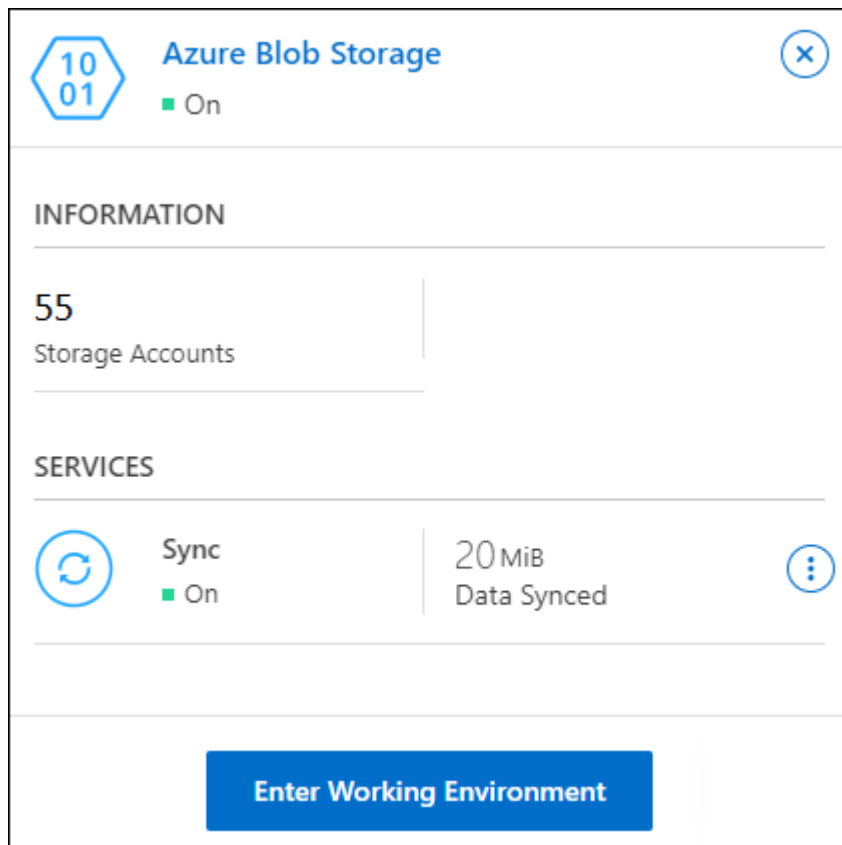 10
01
Azure Blob Storage
On
INFORMATION
55
Storage Accounts
SERVICES
Sync
On
20 MiB
Data Synced
Enter Working Environment